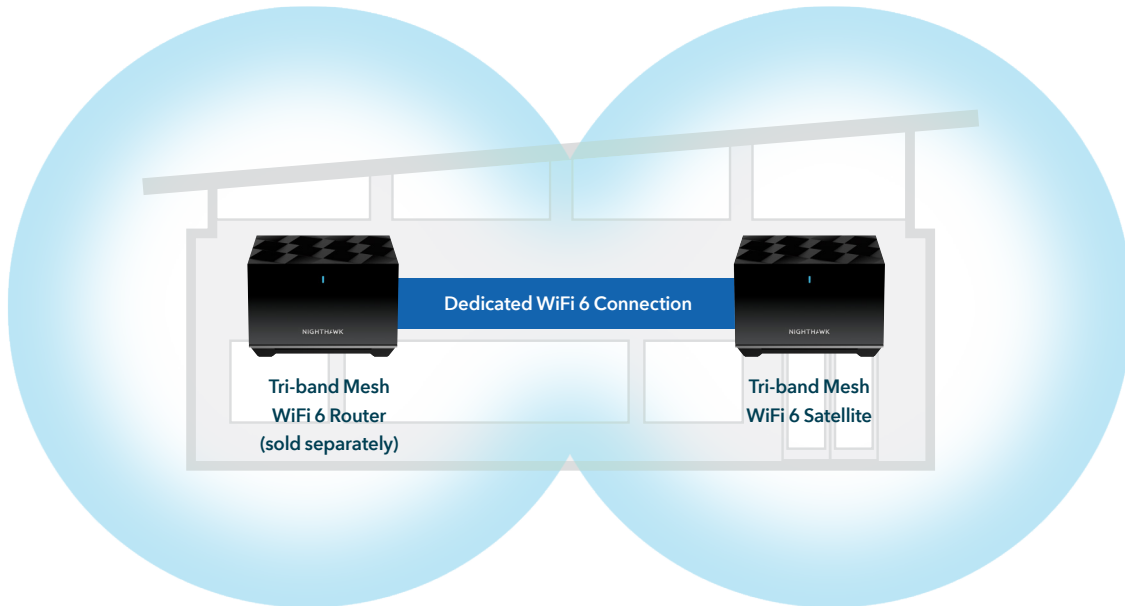 NIGHTHAWK
Dedicated WiFi 6 Connection
NIGHTHAWK
Tri-band Mesh
WiFi 6 Router
(sold separately)
Tri-band Mesh
WiFi 6 Satellite